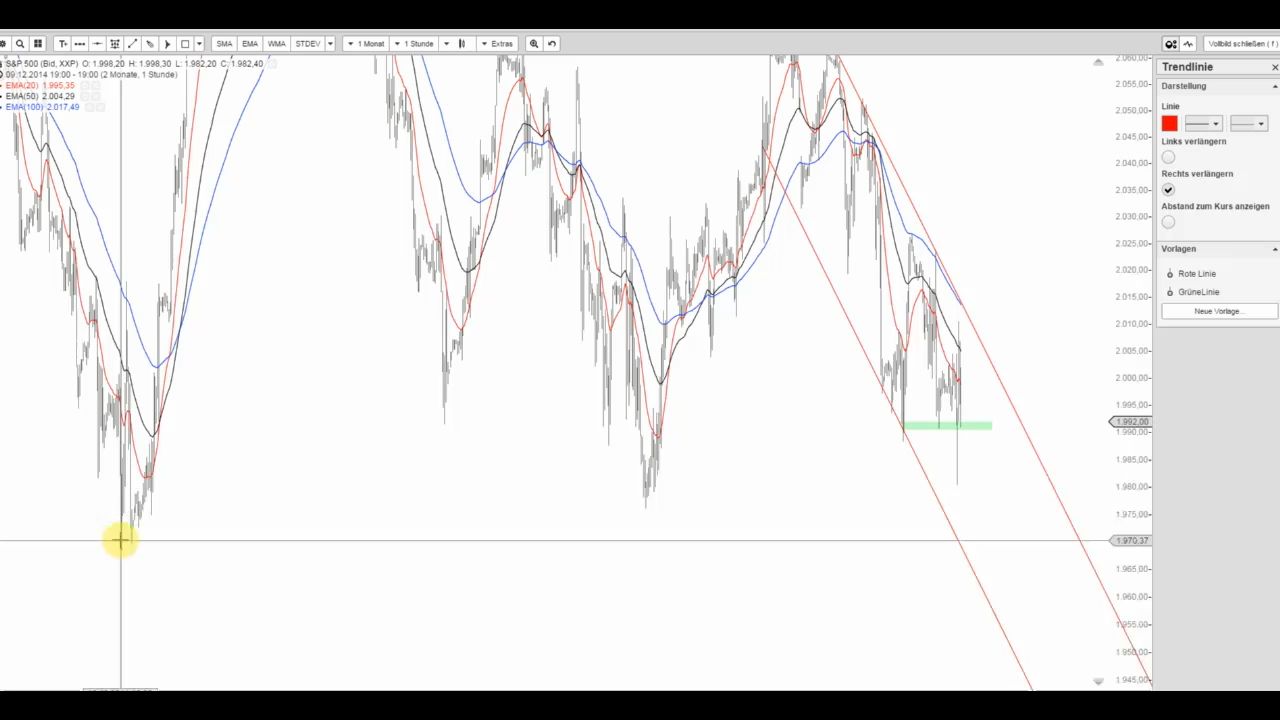 SMA EMA WMA STDEV 1 Monat 1 Stunde Extras Vollbild schließen ( f )
S&P 500 (Bid, XXP) O: 1.998,20 H: 1.998,30 L: 1.982,20 C: 1.982,40
09.12.2014 19:00 - 19:00 (2 Monate, 1 Stunde)
EMA(20) 1.995,35
EMA(50) 2.004,29
EMA(100) 2.017,49
2.060,00
2.055,00
2.050,00
2.045,00
2.040,00
2.035,00
2.030,00
2.025,00
2.020,00
2.015,00
2.010,00
2.005,00
2.000,00
1.995,00
1.992,00
1.990,00
1.985,00
1.980,00
1.975,00
1.970,37
1.965,00
1.960,00
1.955,00
1.950,00
1.945,00
Trendlinie
Darstellung
Linie
Links verlängern
Rechts verlängern
Abstand zum Kurs anzeigen
Vorlagen
Rote Linie
GrüneLinie
Neue Vorlage...